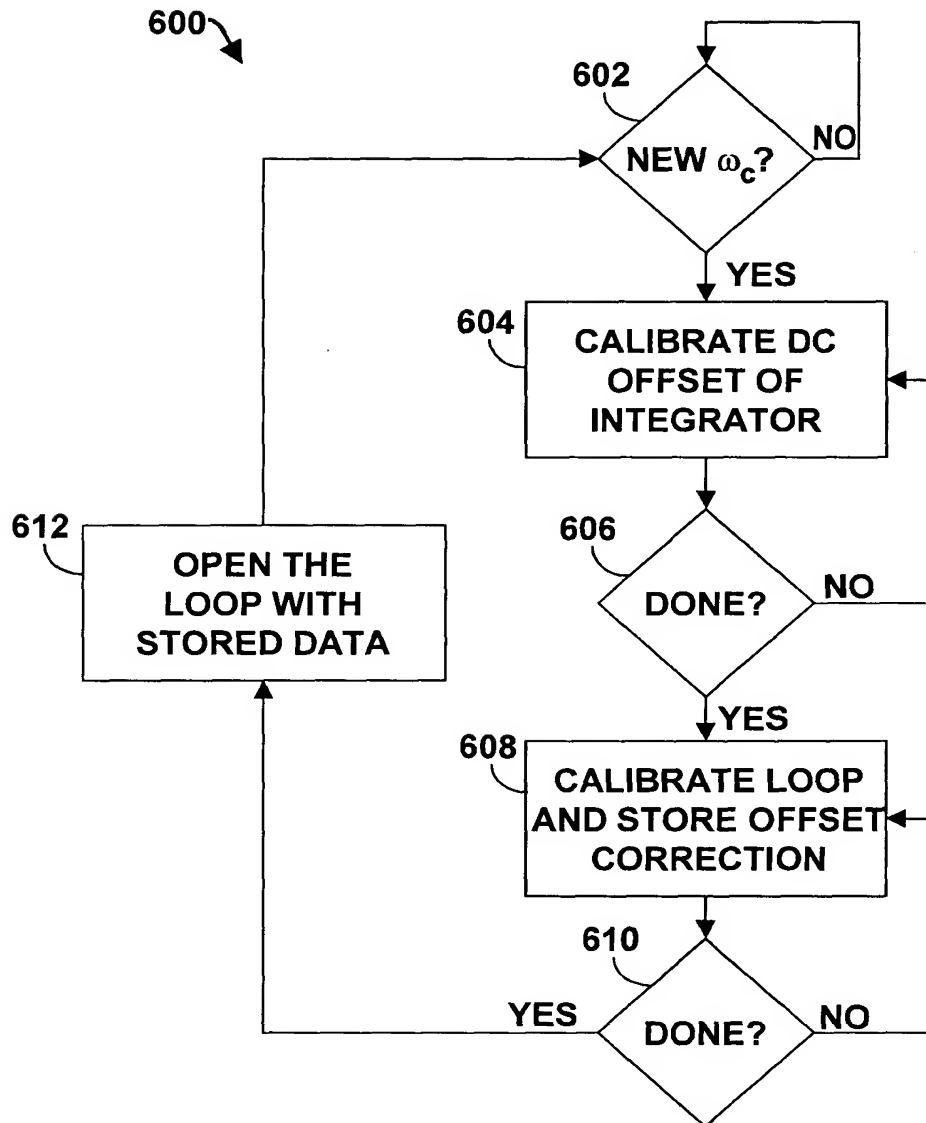 600
602
NEW ωc?
NO
YES
604
CALIBRATE DC
OFFSET OF
INTEGRATOR
612
OPEN THE
LOOP WITH
STORED DATA
606
DONE?
NO
YES
608
CALIBRATE LOOP
AND STORE OFFSET
CORRECTION
610
YES
DONE?
NO